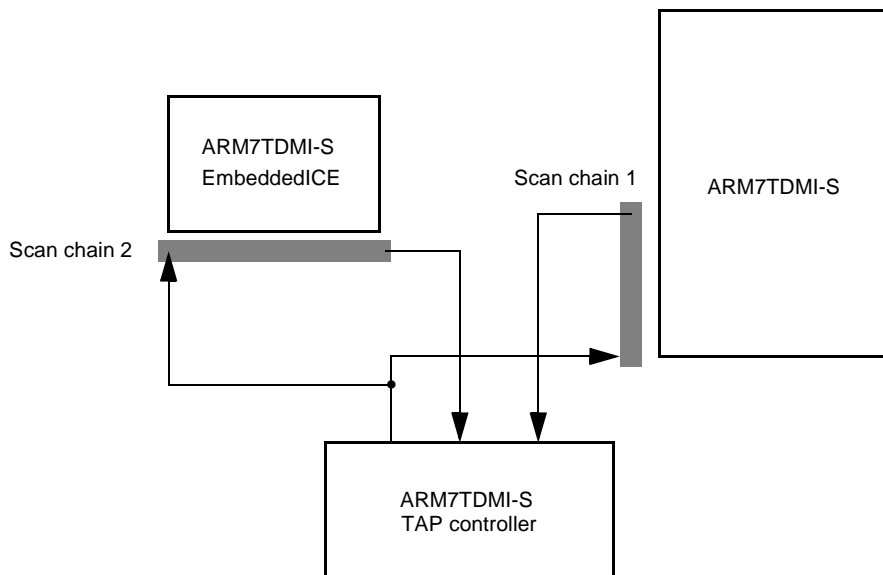 ARM7TDMI-S
EmbeddedICE
Scan chain 1
ARM7TDMI-S
Scan chain 2
ARM7TDMI-S
TAP controller